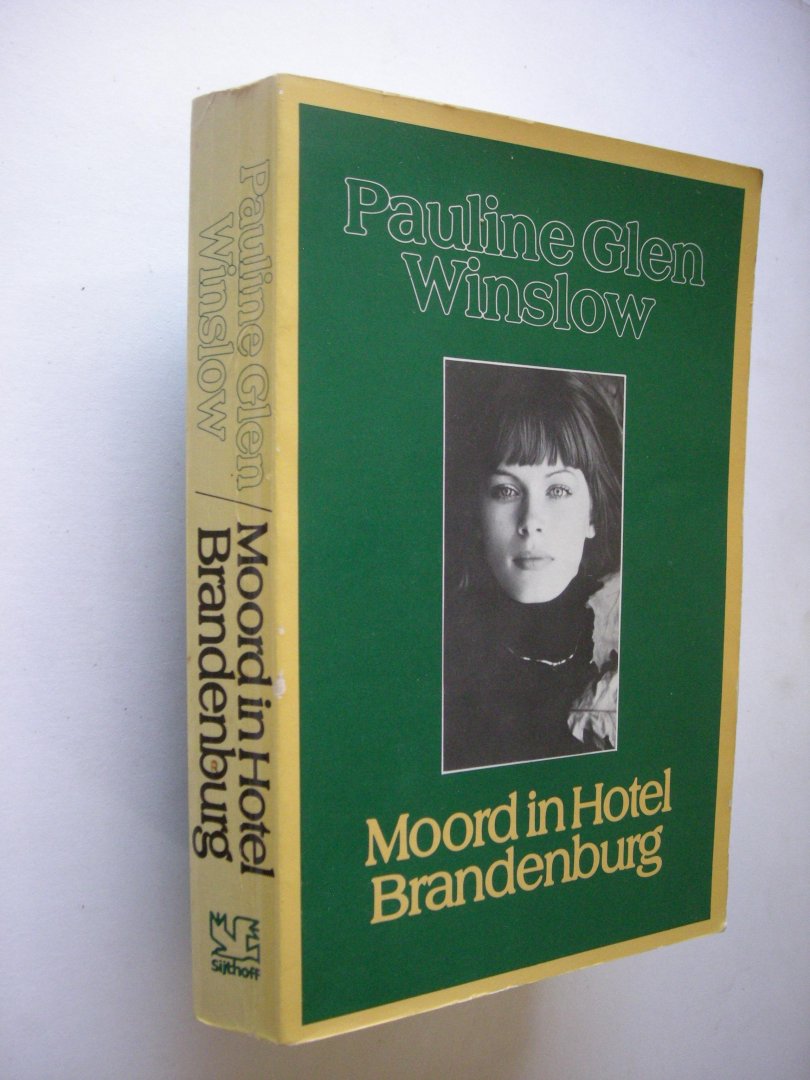 Pauline Glen
Winslow
Moord in Hotel
Brandenburg
Pauline Glen / Moord in Hotel
Winslow / Brandenburg
Sijthoff